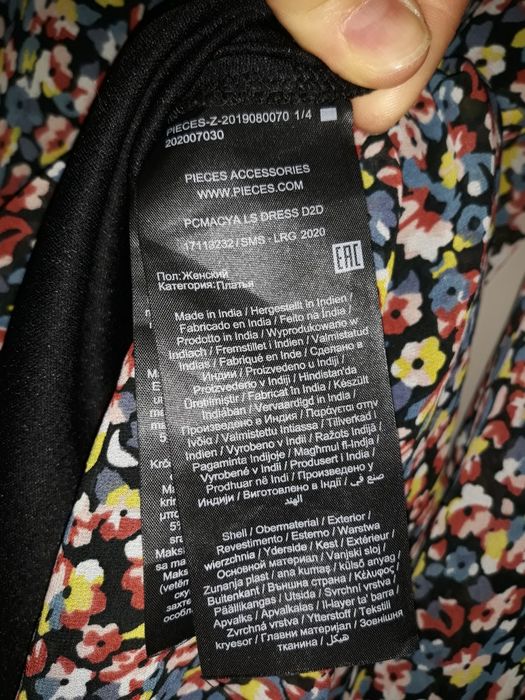 PIECES-Z-2019080070 1/4
202007030
PIECES ACCESSORIES
WWW.PIECES.COM
PCMACYA LS DRESS D2D
17113232/SMS - LRG 2020
EAC
Пол:Женский
Категория:Платья
Made in India / Hergestellt in Indien /
Fabricado en India / Feito na Índia /
Prodotto in India / Wyprodukowano w
Indiach / Fremstillet i Indien / Valmistatud
Indias / Fabriqué en Inde / Сделано в
Индии / Proizvedeno u Indiji /
Proizvedeno v Indiji / Hindistan'da
Üretilmiştir / Fabricat în India / Készült
Indiában / Vervaardigd in India /
Произведено в Индия / Παράγεται στην
Ινδία / Valmistettu Intiassa / Tillverkad i
Indien / Vyrobeno v Indii / Ražots Indijā /
Pagaminta Indijoje / Maghmul fl-Indja /
Vyrobené v Indii / Produsert i India /
Prodhuar në Indi / Произведено у
Индији / Виготовлено в Індії / صنع في
الهند
Shell / Obermaterial / Exterior /
Revestimento / Esterno / Warstwa
wierzchnia / Yderside / Kest / Extérieur /
Основной материал / Vanjski sloj /
Zunanja plast / ana kumaş / külső anyag /
Buitenkant / Външна страна / Κέλυφος /
Päällikangas / Utsida / Svrchní vrstva /
Apvalks / Apvalkalas / Il-layer ta' barra /
Zvrchná vrstva / Ytterstoff / Tekstili
kryesor / Главни материјал / Зовнішня
тканина / هيكل